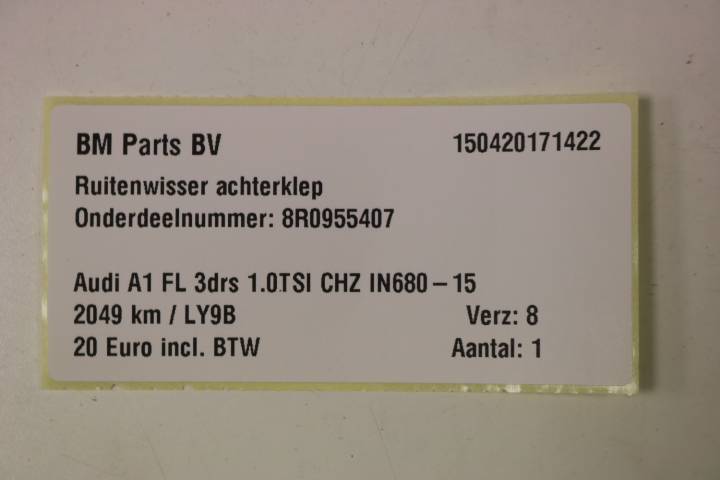 BM Parts BV 150420171422
Ruitenwisser achterklep
Onderdeelnummer: 8R0955407
Audi A1 FL 3drs 1.0TSI CHZ IN680 – 15
2049 km / LY9B Verz: 8
20 Euro incl. BTW Aantal: 1